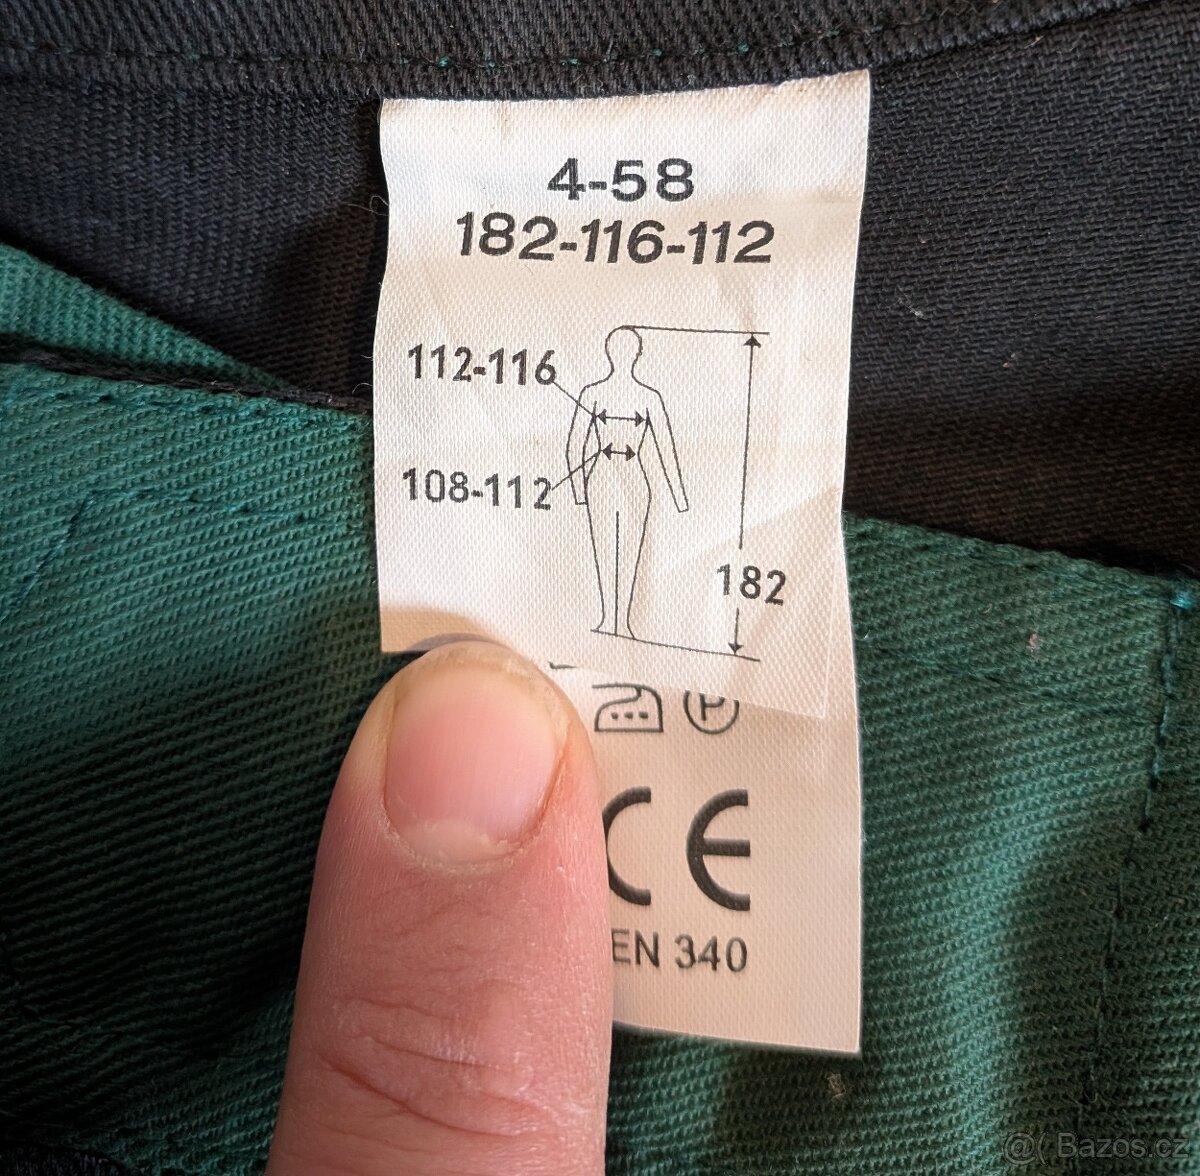 4-58
182-116-112
112-116
108-112
182
P
CE
EN 340
@( Bazos.cz